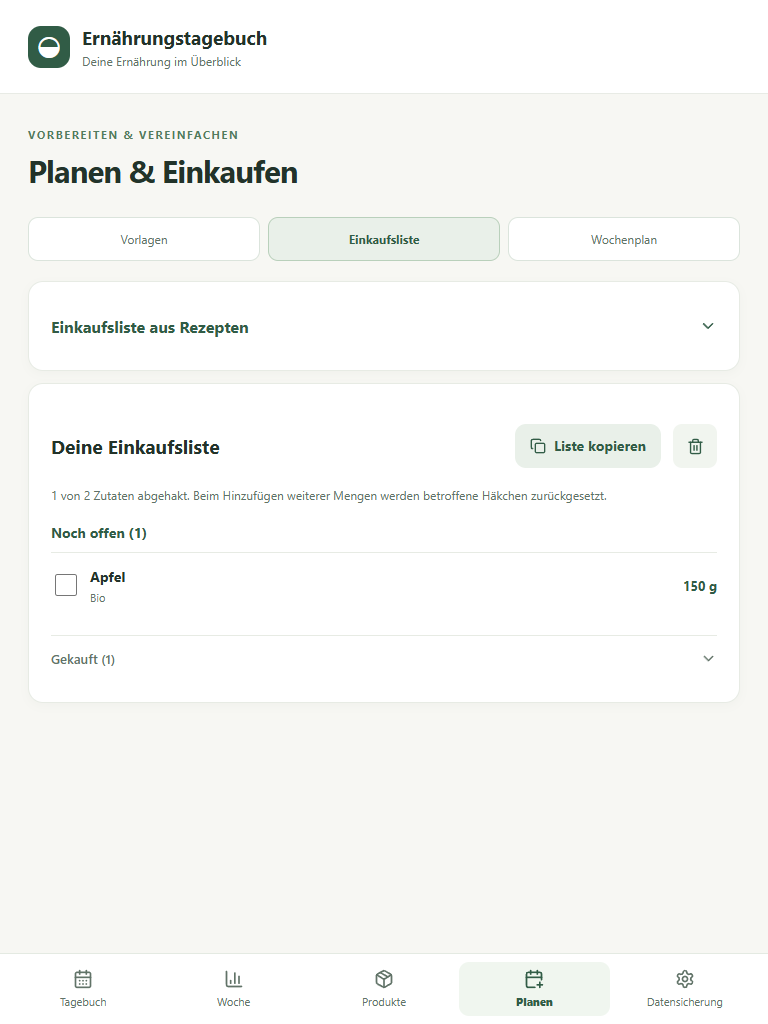 Ernährungstagebuch
Deine Ernährung im Überblick
VORBEREITEN & VEREINFACHEN
Planen & Einkaufen
Vorlagen
Einkaufsliste
Wochenplan
Einkaufsliste aus Rezepten
Deine Einkaufsliste
Liste kopieren
1 von 2 Zutaten abgehakt. Beim Hinzufügen weiterer Mengen werden betroffene Häkchen zurückgesetzt.
Noch offen (1)
Apfel
150 g
Bio
Gekauft (1)
Tagebuch
Woche
Produkte
Planen
Datensicherung